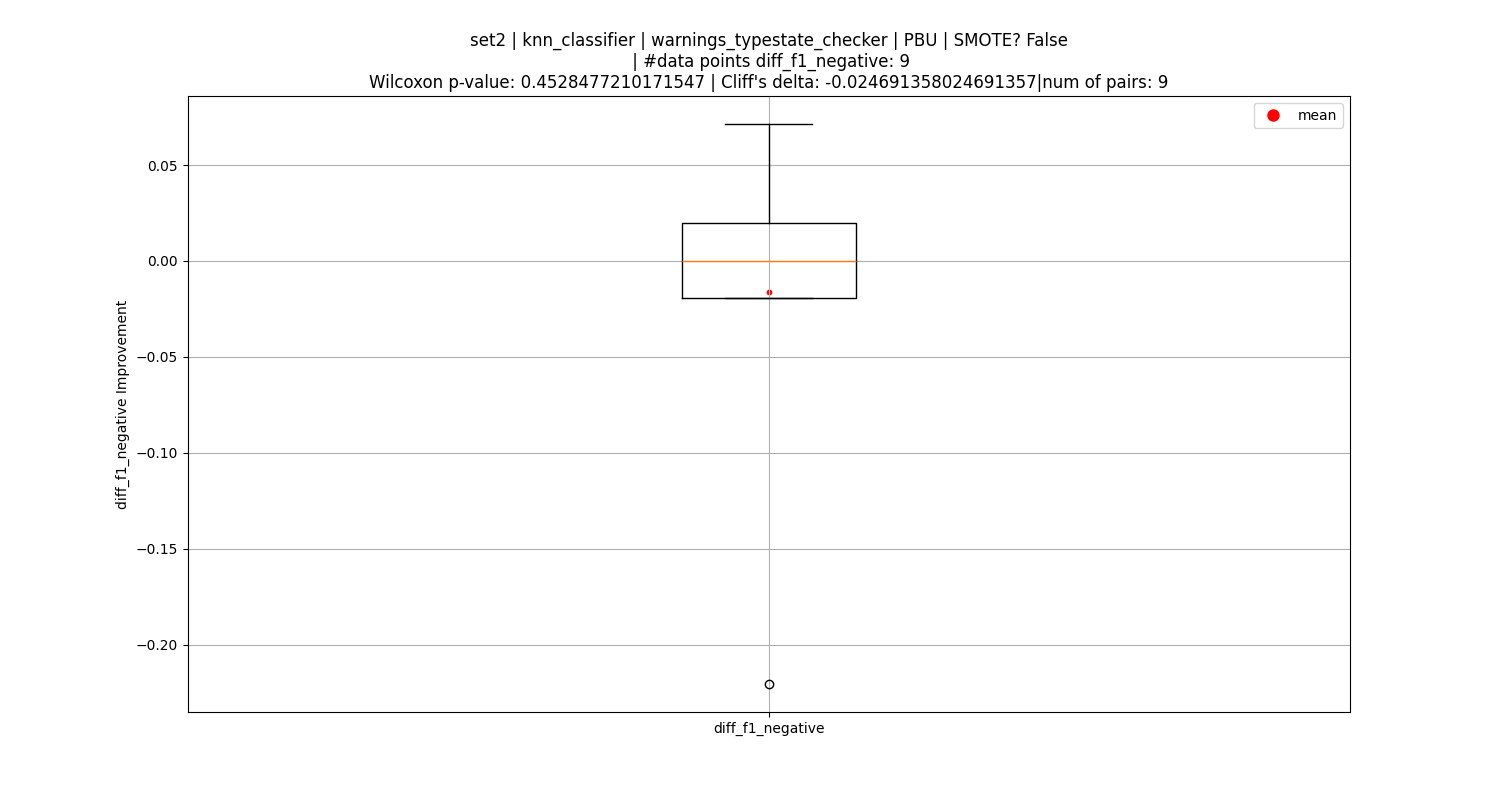 set2 | knn_classifier | warnings_typestate_checker | PBU | SMOTE? False
| #data points diff_f1_negative: 9
Wilcoxon p-value: 0.4528477210171547 | Cliff's delta: -0.024691358024691357|num of pairs: 9
mean
0.05
0.00
−0.05
−0.10
−0.15
−0.20
diff_f1_negative Improvement
diff_f1_negative